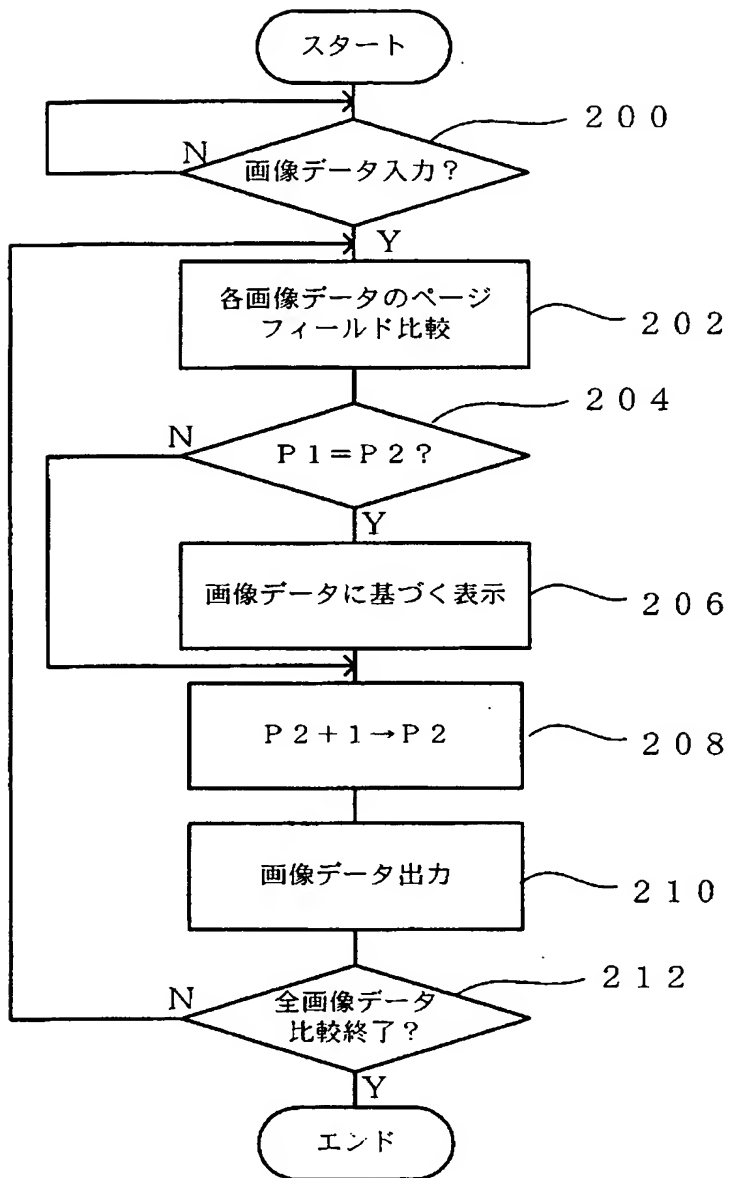 スタート
200
N
画像データ入力？
Y
各画像データのページ
フィールド比較
202
204
N
Ｐ１＝Ｐ２？
Y
画像データに基づく表示
206
Ｐ２＋１→Ｐ２
208
画像データ出力
210
212
N
全画像データ
比較終了？
Y
エンド